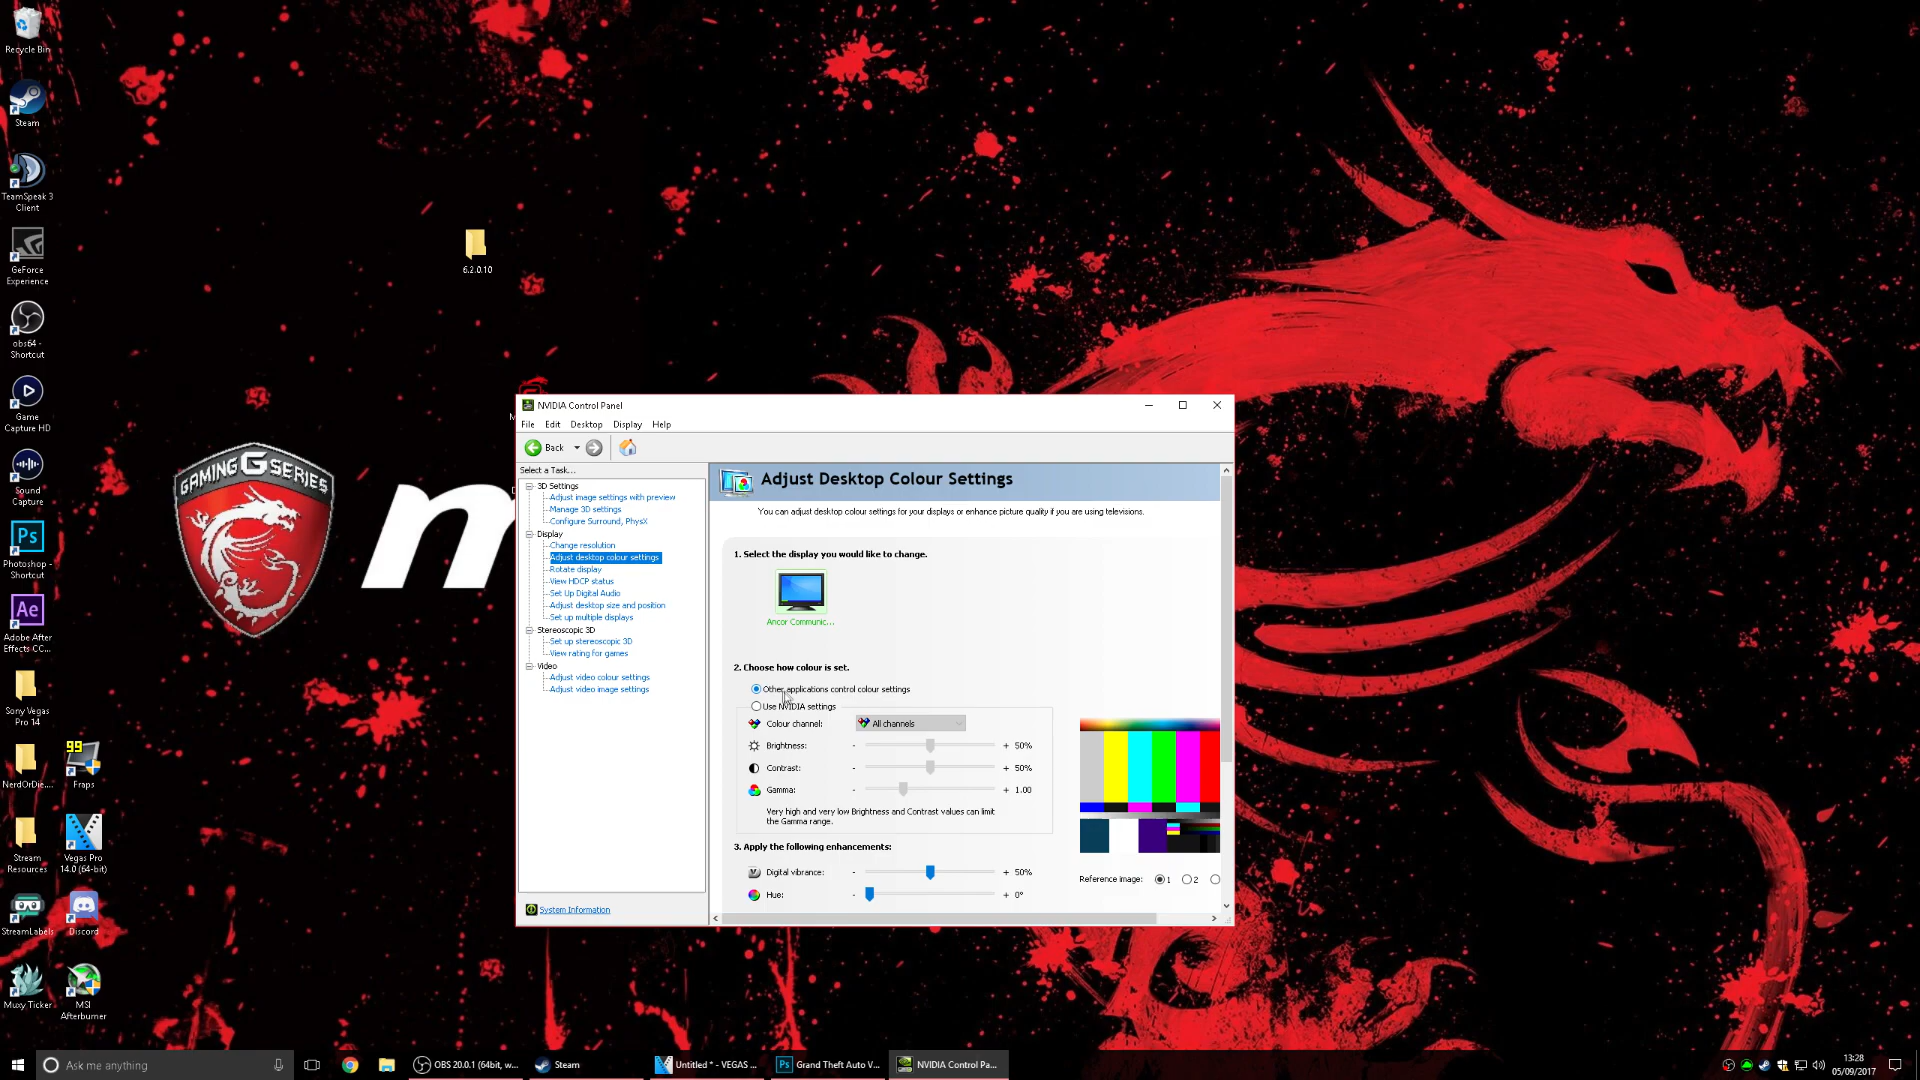 Recycle Bin
Steam
TeamSpeak 3
Client
GeForce
Experience
obs64 -
Shortcut
Game
Capture HD
Sound
Capture
Ps
Photoshop -
Shortcut
Ae
Adobe After
Effects CC...
Sony Vegas
Pro 14
NerdOrDie....
99
Fraps
Stream
Resources
Vegas Pro
14.0 (64-bit)
StreamLabels
Discord
Muxy Ticker
MSI
Afterburner
6.2.0.10
GAMING G SERIES
m
NVIDIA Control Panel
File Edit Desktop Display Help
Back
Select a Task...
3D Settings
Adjust image settings with preview
Manage 3D settings
Configure Surround, PhysX
Display
Change resolution
Adjust desktop colour settings
Rotate display
View HDCP status
Set Up Digital Audio
Adjust desktop size and position
Set up multiple displays
Stereoscopic 3D
Set up stereoscopic 3D
View rating for games
Video
Adjust video colour settings
Adjust video image settings
System Information
Adjust Desktop Colour Settings
You can adjust desktop colour settings for your displays or enhance picture quality if you are using televisions.
1. Select the display you would like to change.
Ancor Communic...
2. Choose how colour is set.
Other applications control colour settings
Use NVIDIA settings
Colour channel: All channels
Brightness: - + 50%
Contrast: - + 50%
Gamma: - + 1.00
Very high and very low Brightness and Contrast values can limit
the Gamma range.
3. Apply the following enhancements:
Digital vibrance: - + 50%
Hue: - + 0°
Reference image: 1 2
Ask me anything
OBS 20.0.1 (64bit, w...
Steam
Untitled * - VEGAS ...
Ps Grand Theft Auto V...
NVIDIA Control Pa...
13:28
05/09/2017